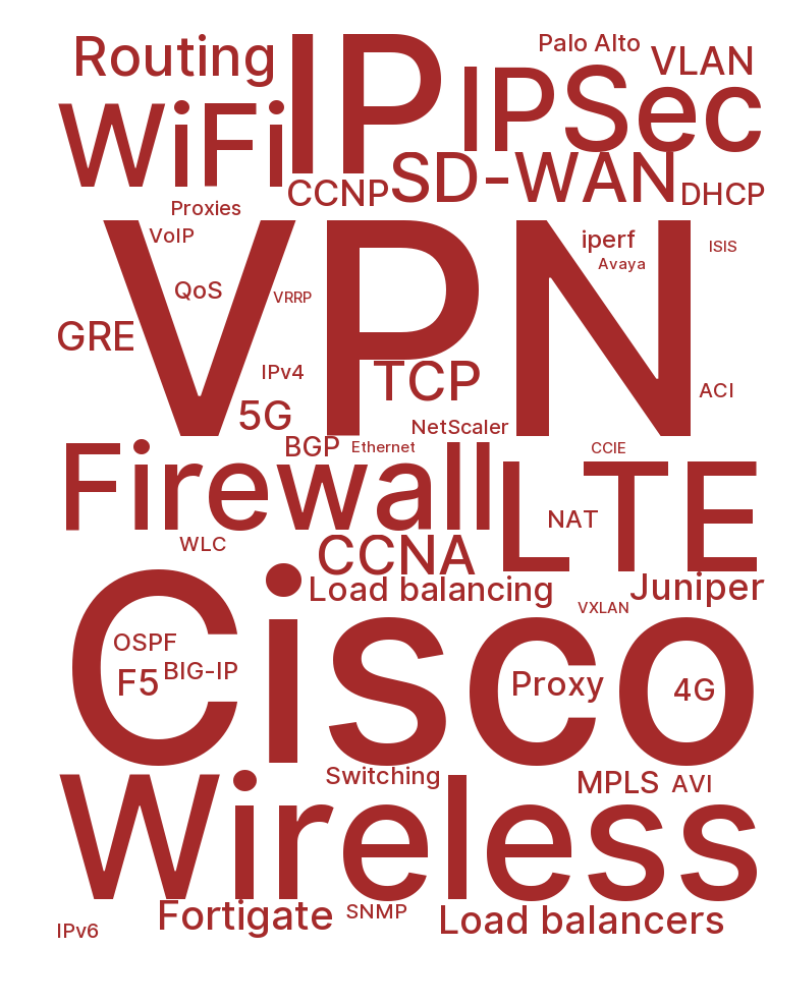 Routing
IP
Palo Alto
VLAN
WiFi
IPSec
CCNP
SD-WAN
DHCP
Proxies
VPN
VoIP
iperf
ISIS
Avaya
QoS
VRRP
GRE
IPv4
TCP
ACI
5G
NetScaler
BGP
Ethernet
CCIE
Firewall
LTE
NAT
WLC
CCNA
Load balancing
Juniper
VXLAN
Cisco
OSPF
F5
BIG-IP
Proxy
4G
Switching
MPLS
AVI
Wireless
Fortigate
SNMP
Load balancers
IPv6